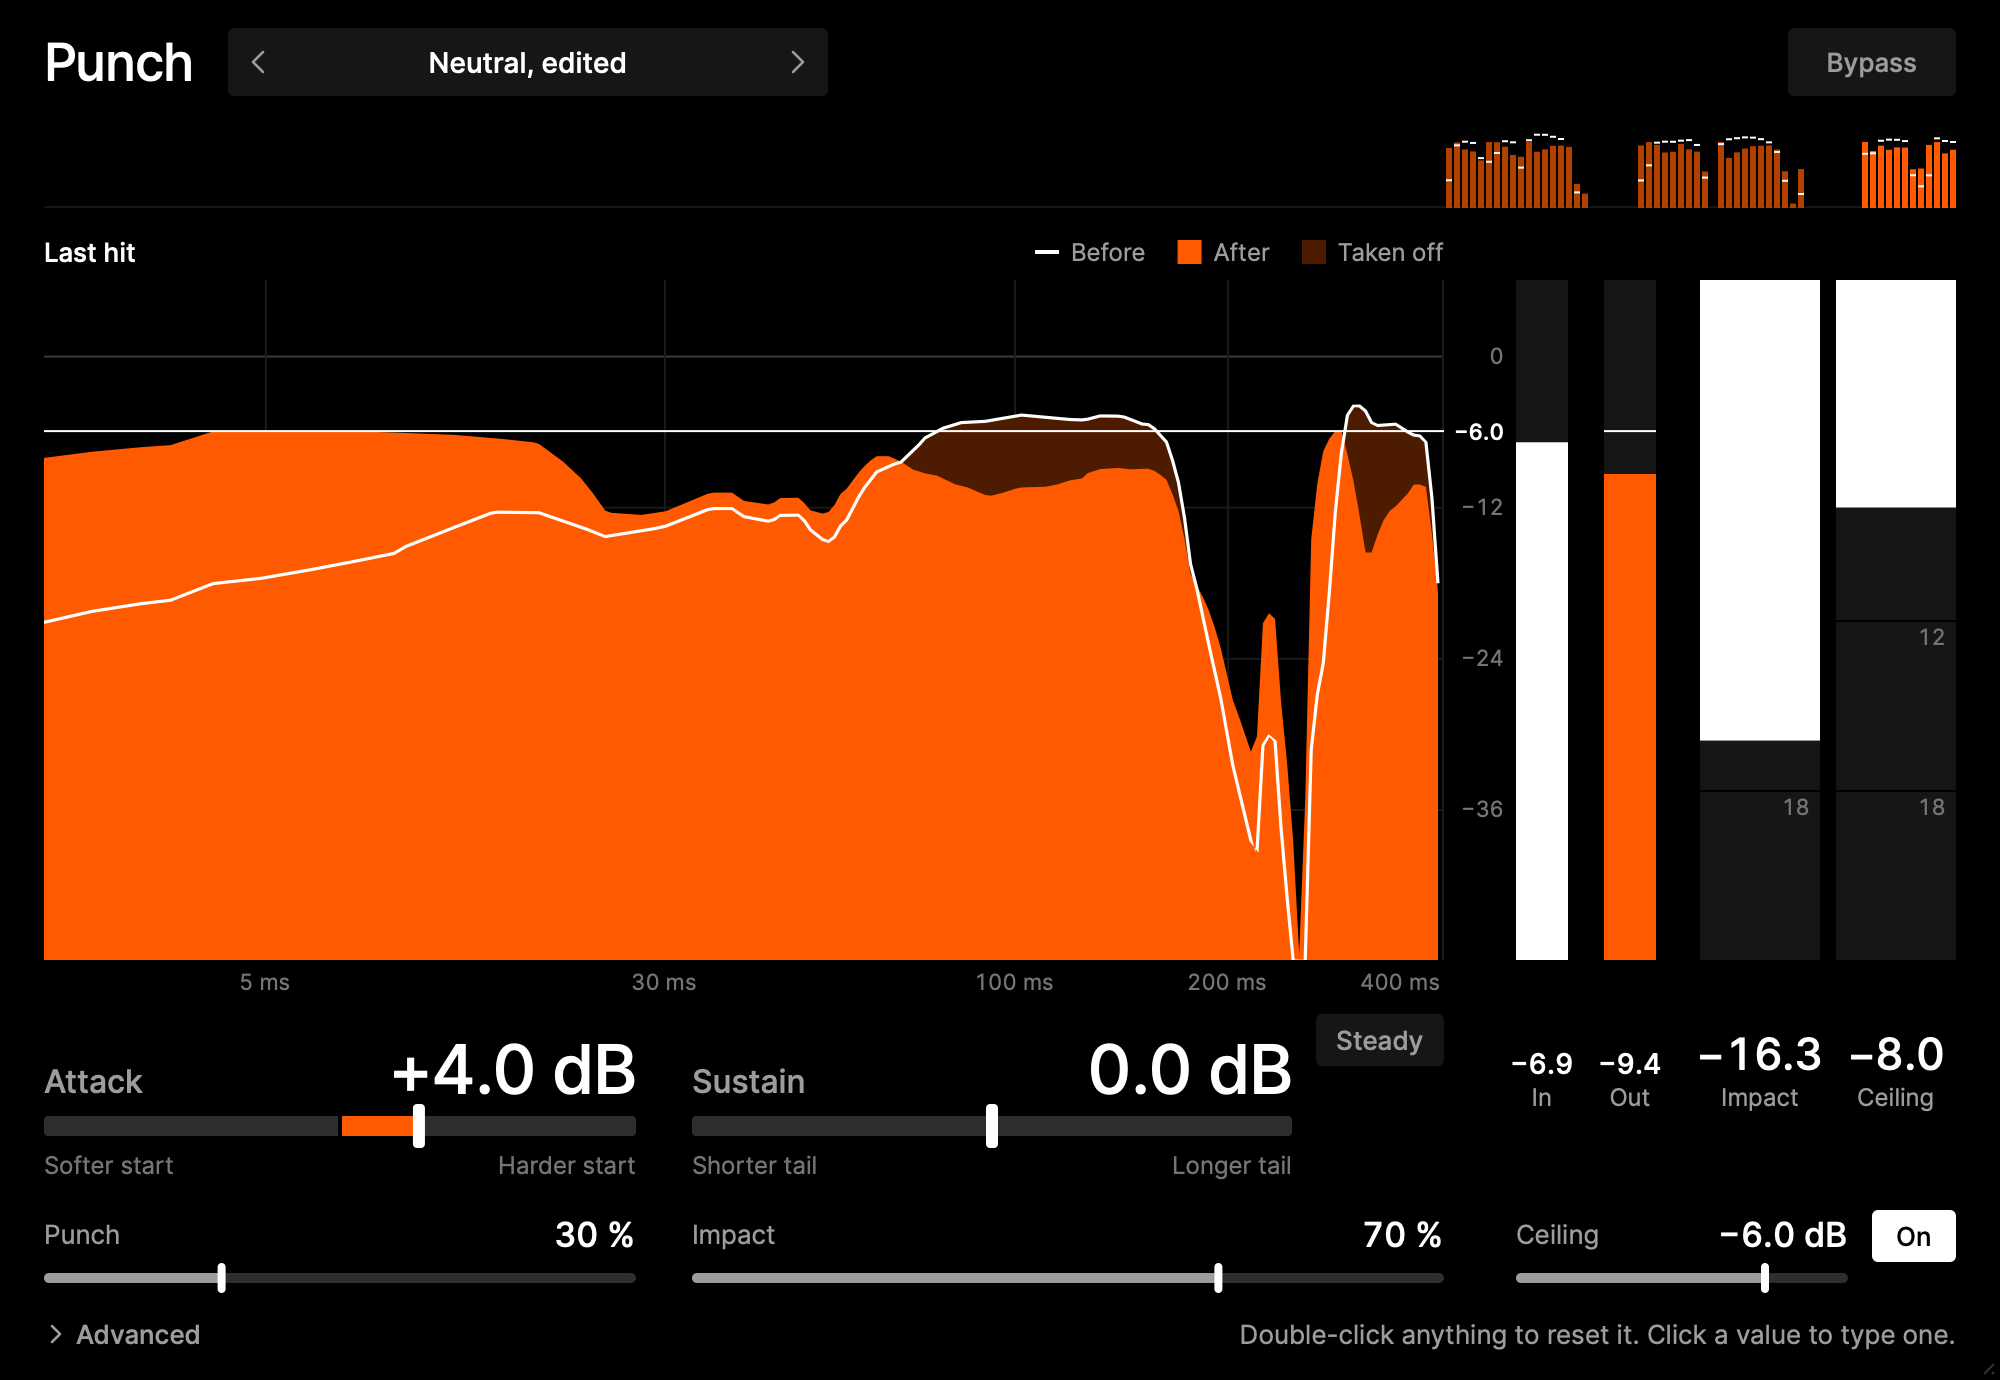 Punch
Neutral, edited
Bypass
Last hit
Before
After
Taken off
0
−6.0
−12
−24
−36
12
18
18
5 ms
30 ms
100 ms
200 ms
400 ms
Attack
+4.0 dB
Softer start
Harder start
Sustain
0.0 dB
Shorter tail
Longer tail
Steady
−6.9
In
−9.4
Out
−16.3
Impact
−8.0
Ceiling
Punch
30 %
Impact
70 %
Ceiling
−6.0 dB
On
Advanced
Double-click anything to reset it. Click a value to type one.